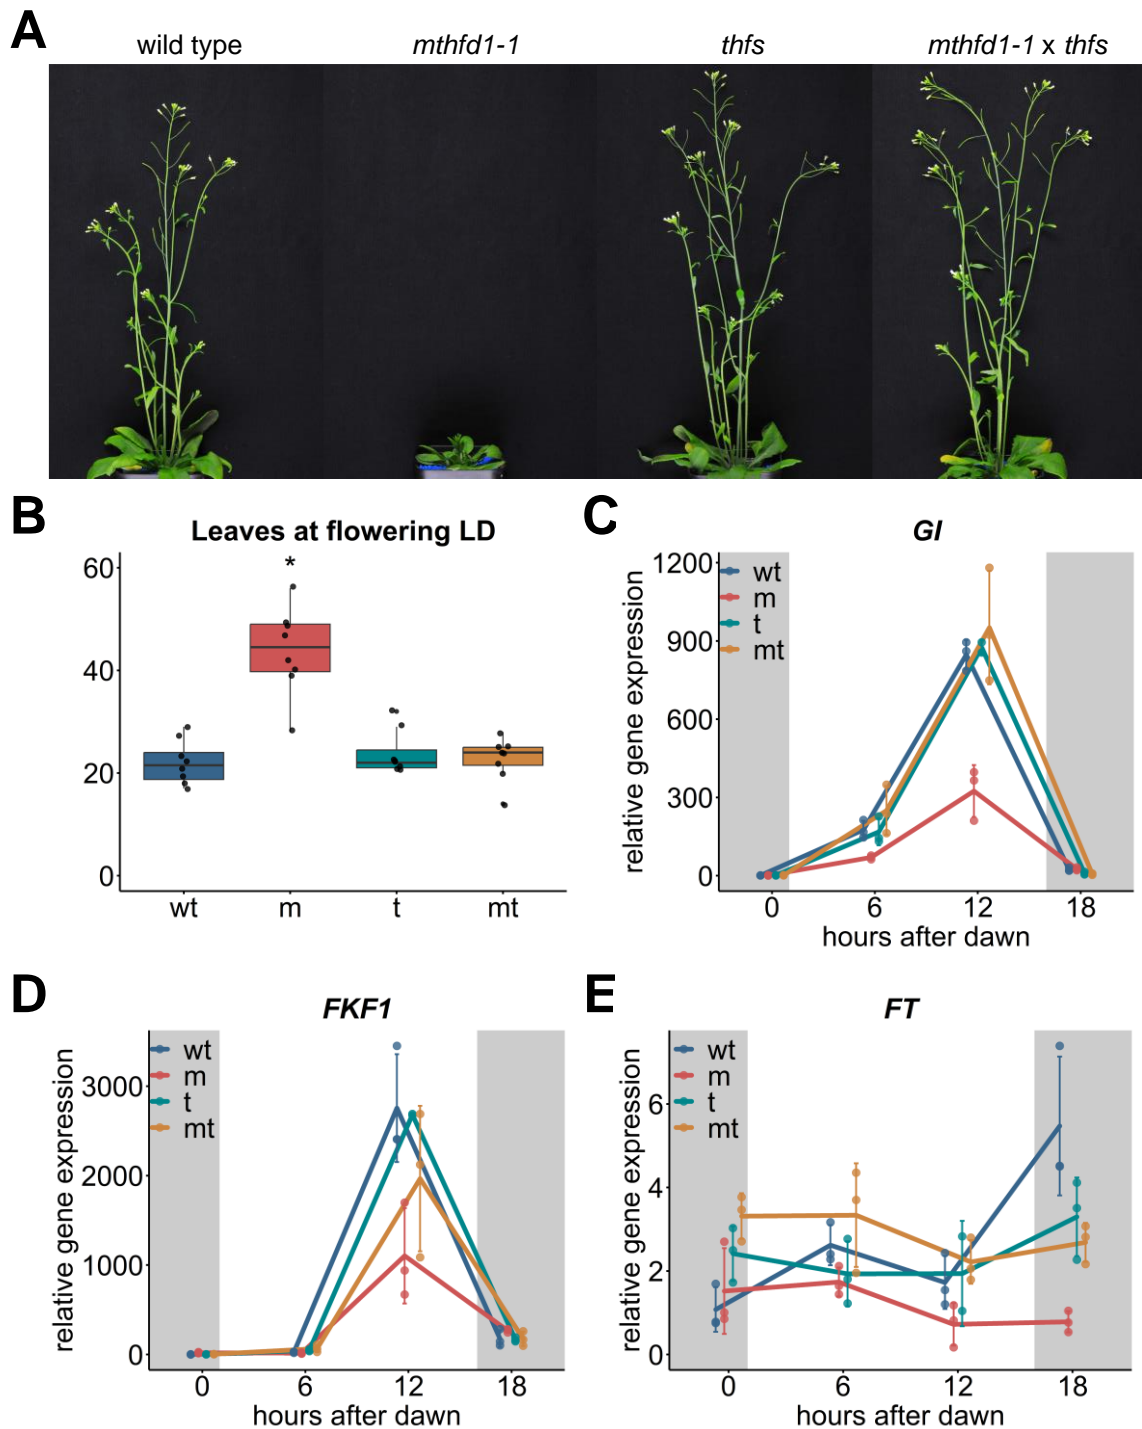 A
wild type mthfd1-1 thfs mthfd1-1 x thfs
B
Leaves at flowering LD
*
60
40
20
0
wt m t mt
C
GI
relative gene expression
1200
900
600
300
0
wt
m
t
mt
0 6 12 18
hours after dawn
D
FKF1
relative gene expression
3000
2000
1000
0
wt
m
t
mt
0 6 12 18
hours after dawn
E
FT
relative gene expression
6
4
2
0
wt
m
t
mt
0 6 12 18
hours after dawn